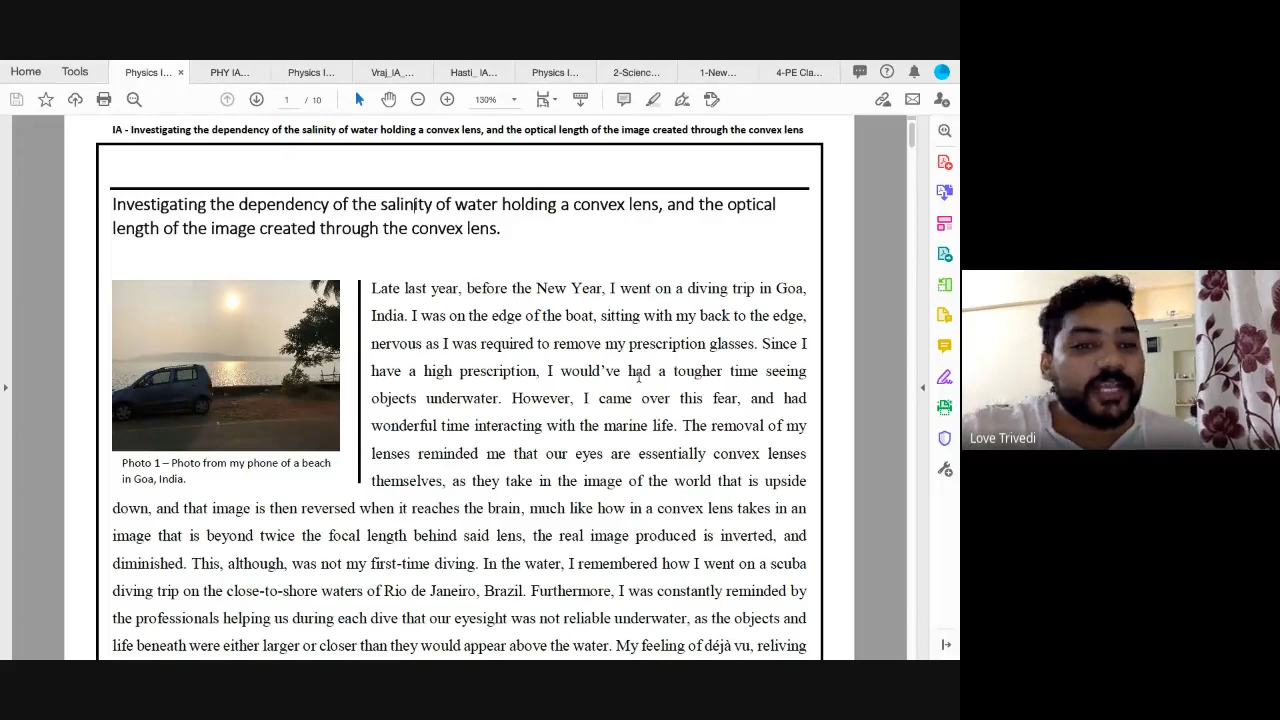 Home Tools Physics I... × PHY IA... Physics I... Vraj_IA_... Hasti_ IA... Physics I... 2-Scienc... 1-New... 4-PE Cla...
1 / 10 130%
IA - Investigating the dependency of the salinity of water holding a convex lens, and the optical length of the image created through the convex lens
Investigating the dependency of the salinity of water holding a convex lens, and the optical
length of the image created through the convex lens.
Late last year, before the New Year, I went on a diving trip in Goa,
India. I was on the edge of the boat, sitting with my back to the edge,
nervous as I was required to remove my prescription glasses. Since I
have a high prescription, I would've had a tougher time seeing
objects underwater. However, I came over this fear, and had
wonderful time interacting with the marine life. The removal of my
lenses reminded me that our eyes are essentially convex lenses
themselves, as they take in the image of the world that is upside
Photo 1 – Photo from my phone of a beach
in Goa, India.
down, and that image is then reversed when it reaches the brain, much like how in a convex lens takes in an
image that is beyond twice the focal length behind said lens, the real image produced is inverted, and
diminished. This, although, was not my first-time diving. In the water, I remembered how I went on a scuba
diving trip on the close-to-shore waters of Rio de Janeiro, Brazil. Furthermore, I was constantly reminded by
the professionals helping us during each dive that our eyesight was not reliable underwater, as the objects and
life beneath were either larger or closer than they would appear above the water. My feeling of déjà vu, reliving
Love Trivedi